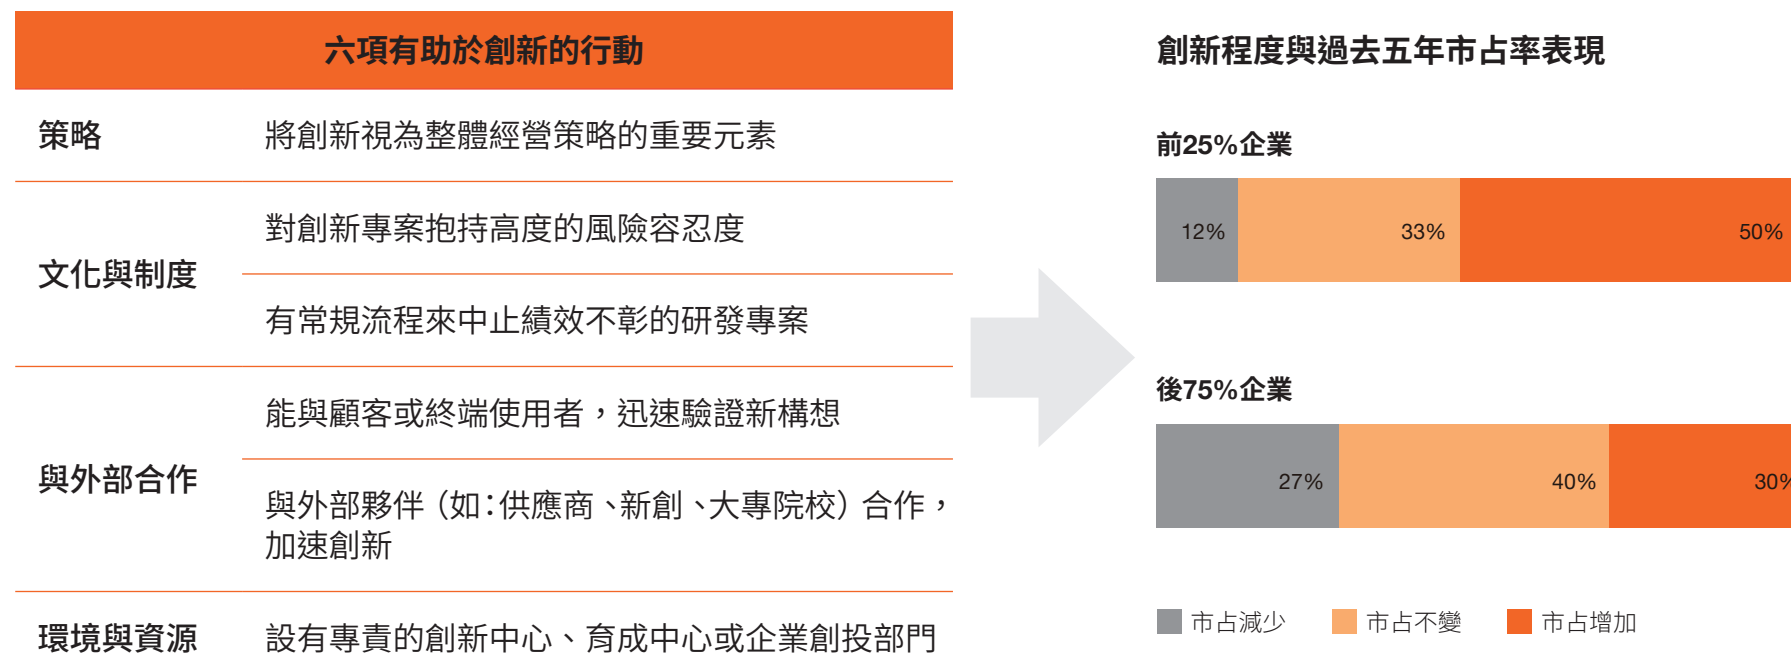 六項有助於創新的行動
策略
將創新視為整體經營策略的重要元素
文化與制度
對創新專案抱持高度的風險容忍度
有常規流程來中止績效不彰的研發專案
與外部合作
能與顧客或終端使用者，迅速驗證新構想
與外部夥伴（如：供應商、新創、大專院校）合作，
加速創新
環境與資源
設有專責的創新中心、育成中心或企業創投部門
創新程度與過去五年市占率表現
前25%企業
12%
33%
50%
後75%企業
27%
40%
30%
市占減少
市占不變
市占增加